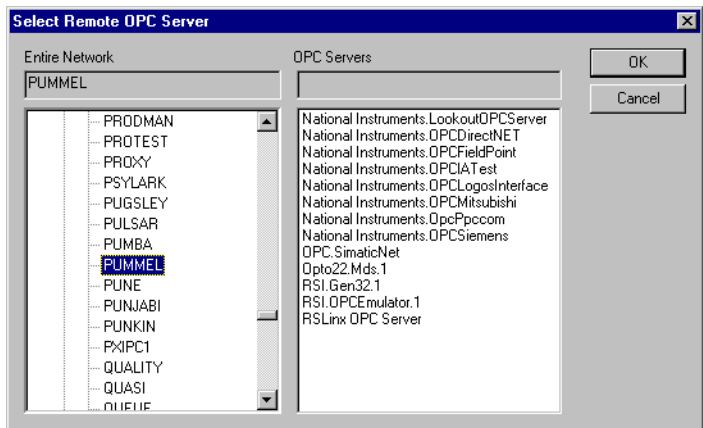 Select Remote OPC Server
Entire Network
OPC Servers
OK
PUMMEL
Cancel
PRODMAN
PROTEST
PROXY
PSYLARK
PUGSLEY
PULSAR
PUMBA
PUMMEL
PUNE
PUNJABI
PUNKIN
PXIPC1
QUALITY
QUASI
QUEUE
National Instruments.LookoutOPCServer
National Instruments.OPCDirectNET
National Instruments.OPCFieldPoint
National Instruments.OPCIATest
National Instruments.OPCLogosInterface
National Instruments.OPCMitsubishi
National Instruments.OpcPpccom
National Instruments.OPCSiemens
OPC.SimaticNet
Opto22.Mds.1
RSI.Gen32.1
RSI.OPCEmulator.1
RSLinx OPC Server